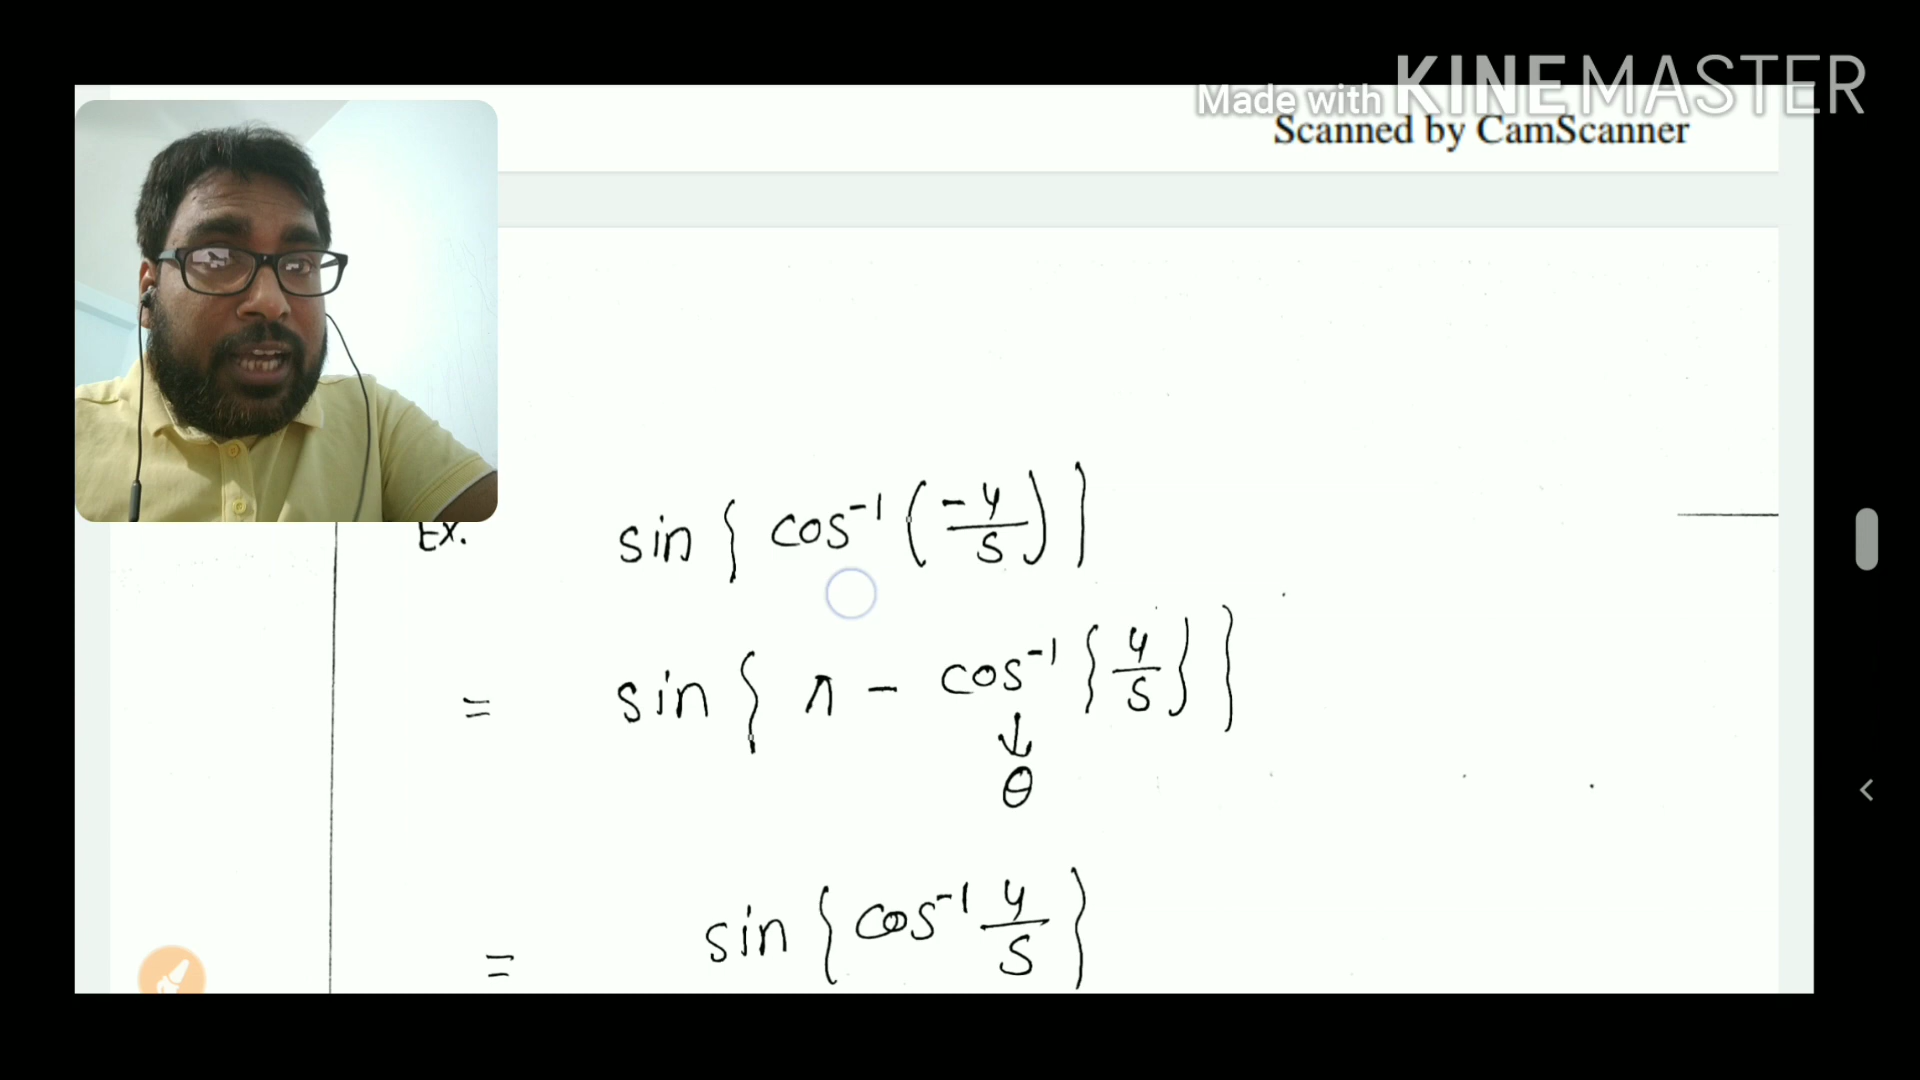 Made with KINEMASTER
Scanned by CamScanner
Ex. sin { cos⁻¹ (-4/5) }
= sin { π - cos⁻¹ { 4/5 } }
↓
θ
= sin { cos⁻¹ 4/5 }